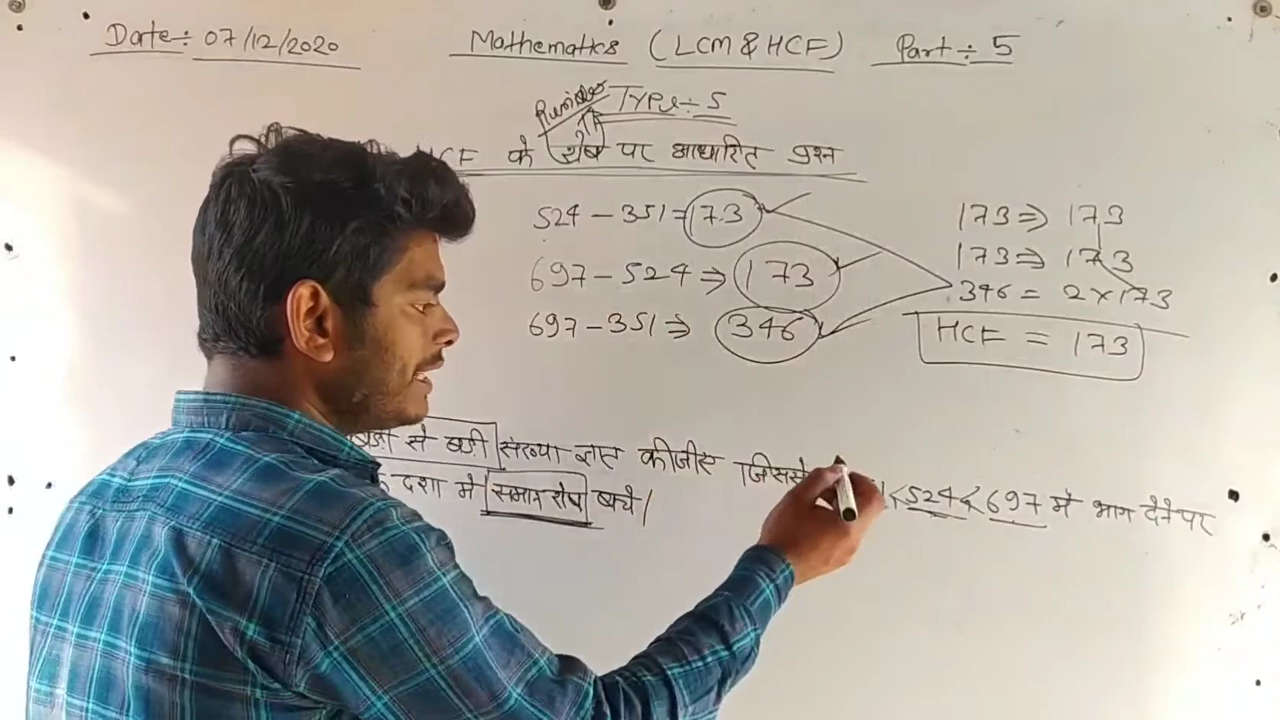 Date:- 07/12/2020 Mathematics (LCM & HCF) Part ÷ 5
Type ÷ 5
HCF के शेष पर आधारित प्रश्न
524 - 351 = 173
697 - 524 ⇒ 173
697 - 351 ⇒ 346
173 ⇒ 173
173 ⇒ 173
346 = 2 × 173
HCF = 173
से बडी संख्या ज्ञात कीजीए जिससे 524 < 697 में भाग देने पर
दशा में समान शेष बचे।